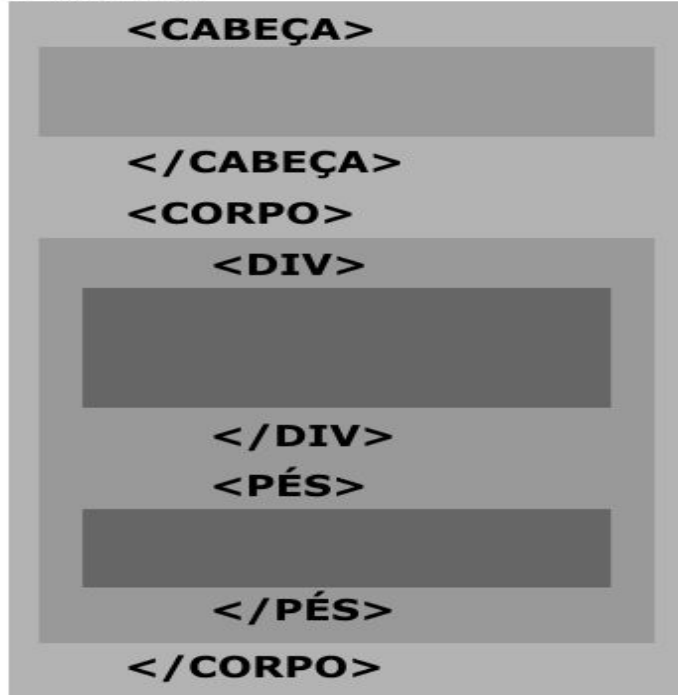 <CABEÇA>
</CABEÇA>
<CORPO>
<DIV>
</DIV>
<PÉS>
</PÉS>
</CORPO>